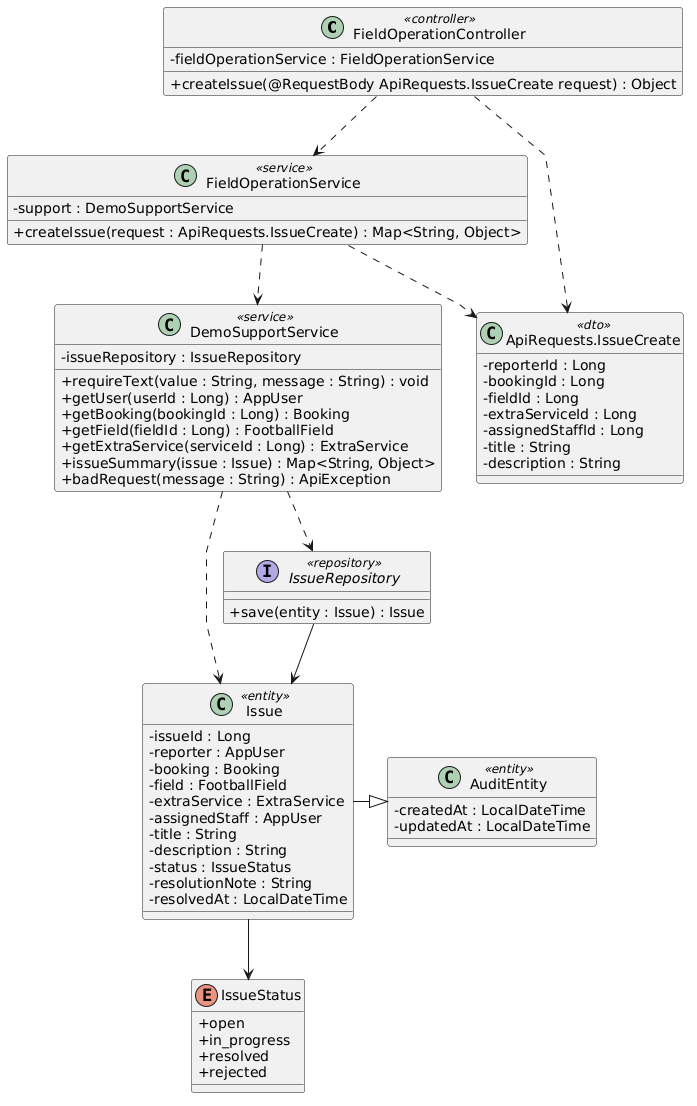 C
«controller»
FieldOperationController
-fieldOperationService : FieldOperationService
+createIssue(@RequestBody ApiRequests.IssueCreate request) : Object
C
«service»
FieldOperationService
-support : DemoSupportService
+createIssue(request : ApiRequests.IssueCreate) : Map<String, Object>
C
«service»
DemoSupportService
-issueRepository : IssueRepository
+requireText(value : String, message : String) : void
+getUser(userId : Long) : AppUser
+getBooking(bookingId : Long) : Booking
+getField(fieldId : Long) : FootballField
+getExtraService(serviceId : Long) : ExtraService
+issueSummary(issue : Issue) : Map<String, Object>
+badRequest(message : String) : ApiException
C
«dto»
ApiRequests.IssueCreate
-reporterId : Long
-bookingId : Long
-fieldId : Long
-extraServiceId : Long
-assignedStaffId : Long
-title : String
-description : String
I
«repository»
IssueRepository
+save(entity : Issue) : Issue
C
«entity»
Issue
-issueId : Long
-reporter : AppUser
-booking : Booking
-field : FootballField
-extraService : ExtraService
-assignedStaff : AppUser
-title : String
-description : String
-status : IssueStatus
-resolutionNote : String
-resolvedAt : LocalDateTime
C
«entity»
AuditEntity
-createdAt : LocalDateTime
-updatedAt : LocalDateTime
E
IssueStatus
+open
+in_progress
+resolved
+rejected